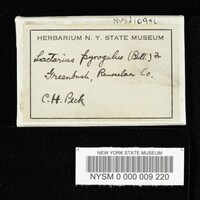 HERBARIUM N. Y. STATE MUSEUM
Lactarius pyrogalus (Bull.) Fr
Greenbush, Rensselaer Co.
C. H. Peck
NEW YORK STATE MUSEUM
NYSM 0 000 009 220